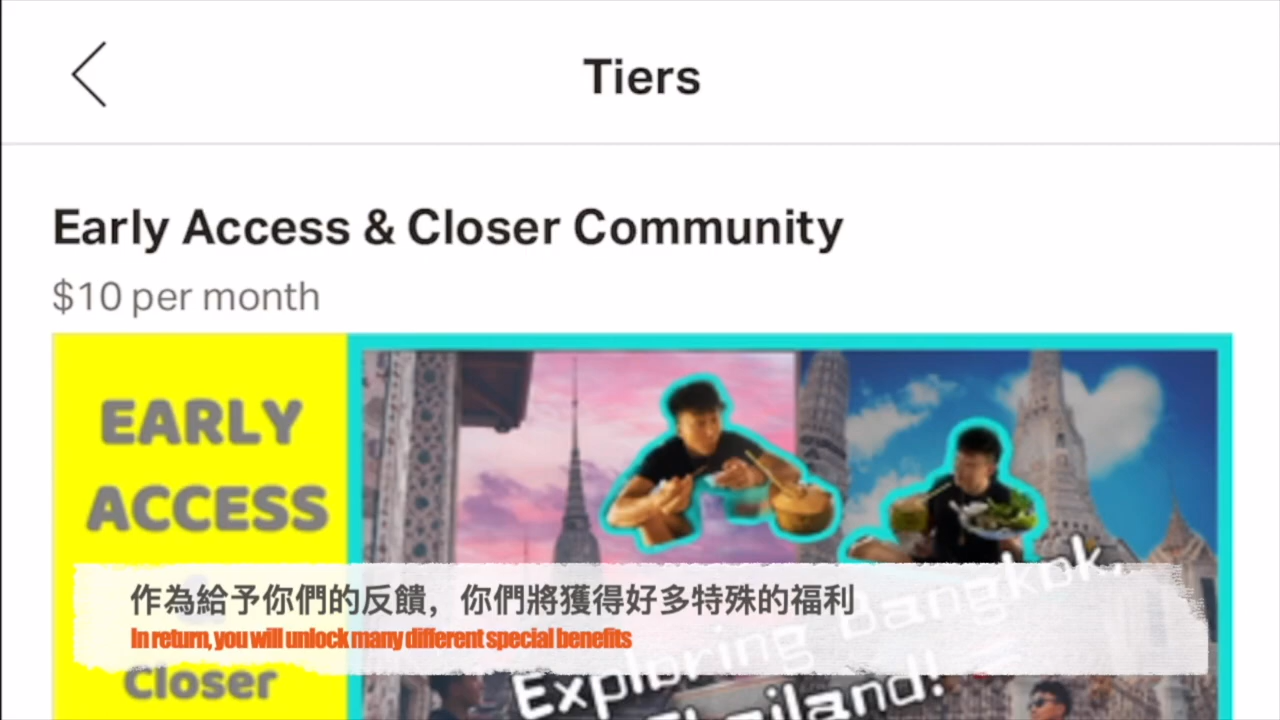 Tiers
Early Access & Closer Community
$10 per month
EARLY
ACCESS
作為給予你們的反饋，你們將獲得好多特殊的福利
In return, you will unlock many different special benefits
Closer
Exploring Bangkok,
Thailand!